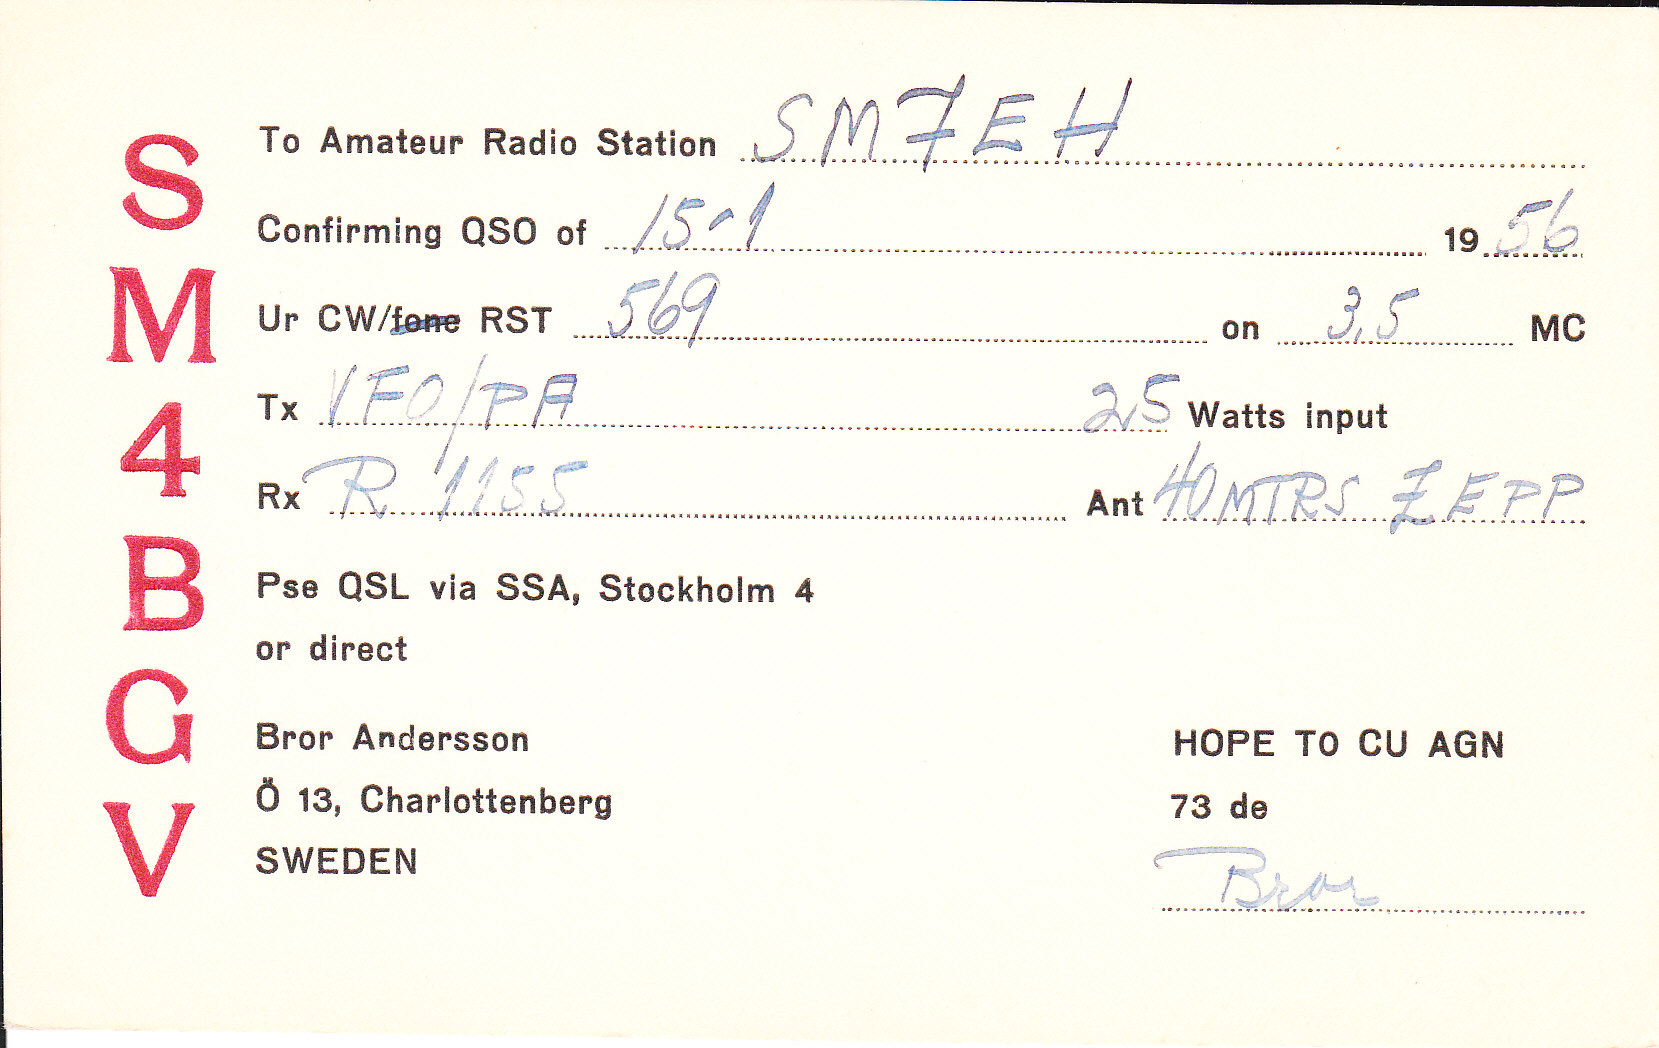 SM4BGV
To Amateur Radio Station SM7EH
Confirming QSO of 15-1 1956
Ur CW/fone RST 569 on 3,5 MC
Tx VFO/PA 25 Watts input
Rx R 1155 Ant 40 MTRS ZEPP
Pse QSL via SSA, Stockholm 4
or direct
Bror Andersson
Ö 13, Charlottenberg
SWEDEN
HOPE TO CU AGN
73 de
Bror